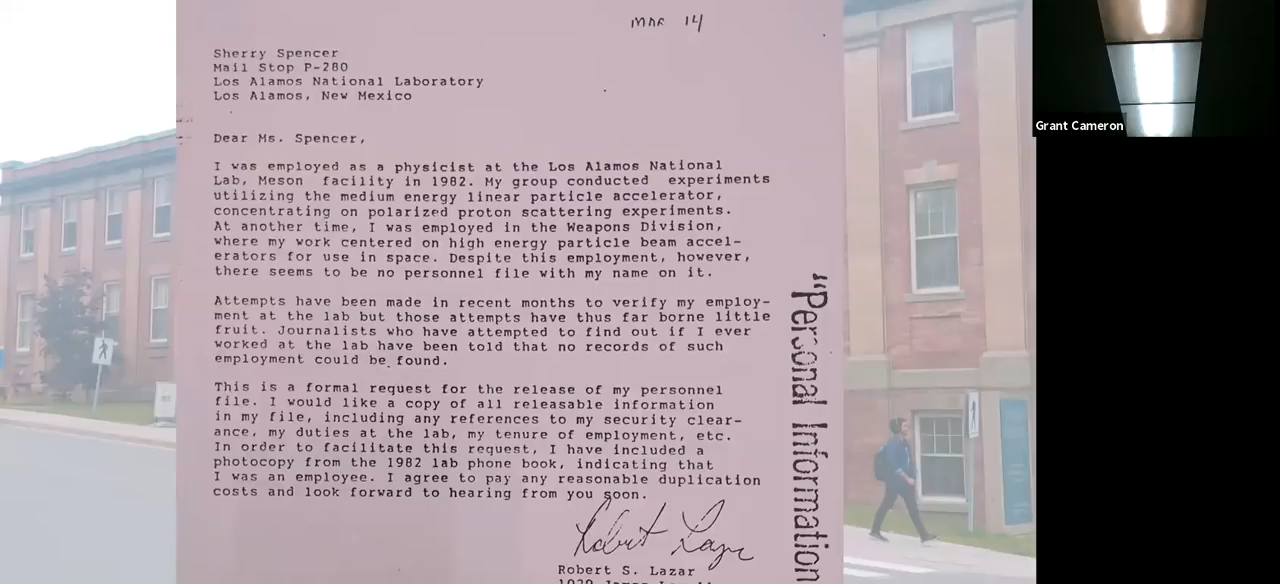 MAR 14
Sherry Spencer
Mail Stop P-280
Los Alamos National Laboratory
Los Alamos, New Mexico
Dear Ms. Spencer,
I was employed as a physicist at the Los Alamos National
Lab, Meson facility in 1982. My group conducted experiments
utilizing the medium energy linear particle accelerator,
concentrating on polarized proton scattering experiments.
At another time, I was employed in the Weapons Division,
where my work centered on high energy particle beam accel-
erators for use in space. Despite this employment, however,
there seems to be no personnel file with my name on it.
Attempts have been made in recent months to verify my employ-
ment at the lab but those attempts have thus far borne little
fruit. Journalists who have attempted to find out if I ever
worked at the lab have been told that no records of such
employment could be found.
This is a formal request for the release of my personnel
file. I would like a copy of all releasable information
in my file, including any references to my security clear-
ance, my duties at the lab, my tenure of employment, etc.
In order to facilitate this request, I have included a
photocopy from the 1982 lab phone book, indicating that
I was an employee. I agree to pay any reasonable duplication
costs and look forward to hearing from you soon.
Robert Lazar
Robert S. Lazar
"Personal Information
Grant Cameron